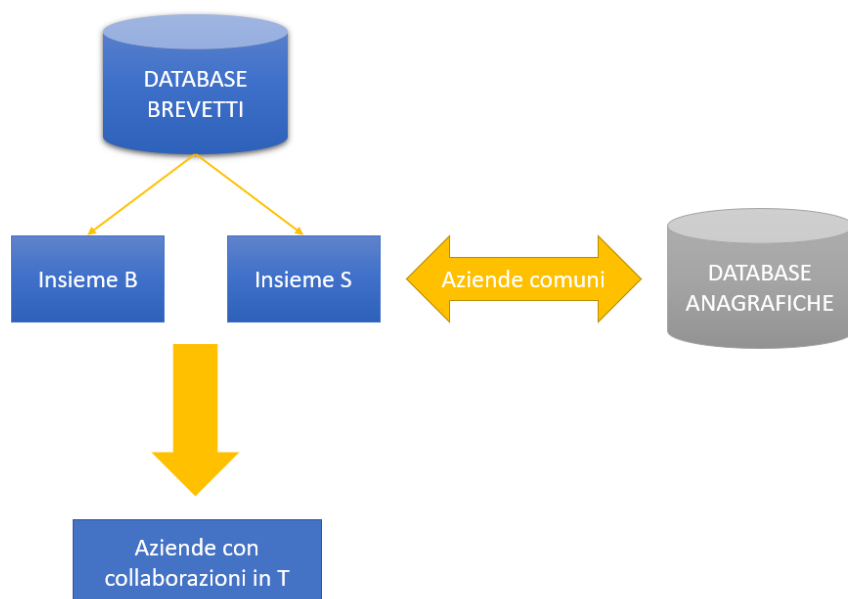 DATABASE
BREVETTI
Insieme B
Insieme S
Aziende comuni
DATABASE
ANAGRAFICHE
Aziende con
collaborazioni in T